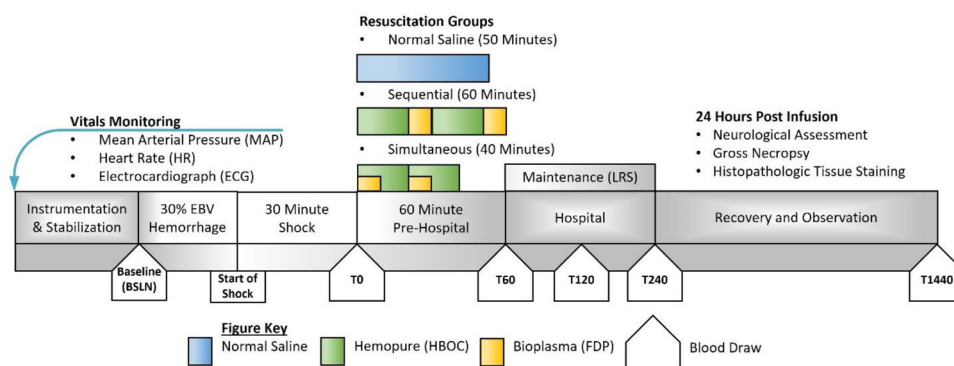 Resuscitation Groups
• Normal Saline (50 Minutes)
• Sequential (60 Minutes)
• Simultaneous (40 Minutes)
Vitals Monitoring
• Mean Arterial Pressure (MAP)
• Heart Rate (HR)
• Electrocardiograph (ECG)
24 Hours Post Infusion
• Neurological Assessment
• Gross Necropsy
• Histopathologic Tissue Staining
Maintenance (LRS)
Instrumentation
& Stabilization
30% EBV
Hemorrhage
30 Minute
Shock
60 Minute
Pre-Hospital
Hospital
Recovery and Observation
Baseline
(BSLN)
Start of
Shock
T0
T60
T120
T240
T1440
Figure Key
Normal Saline
Hemopure (HBOC)
Bioplasma (FDP)
Blood Draw